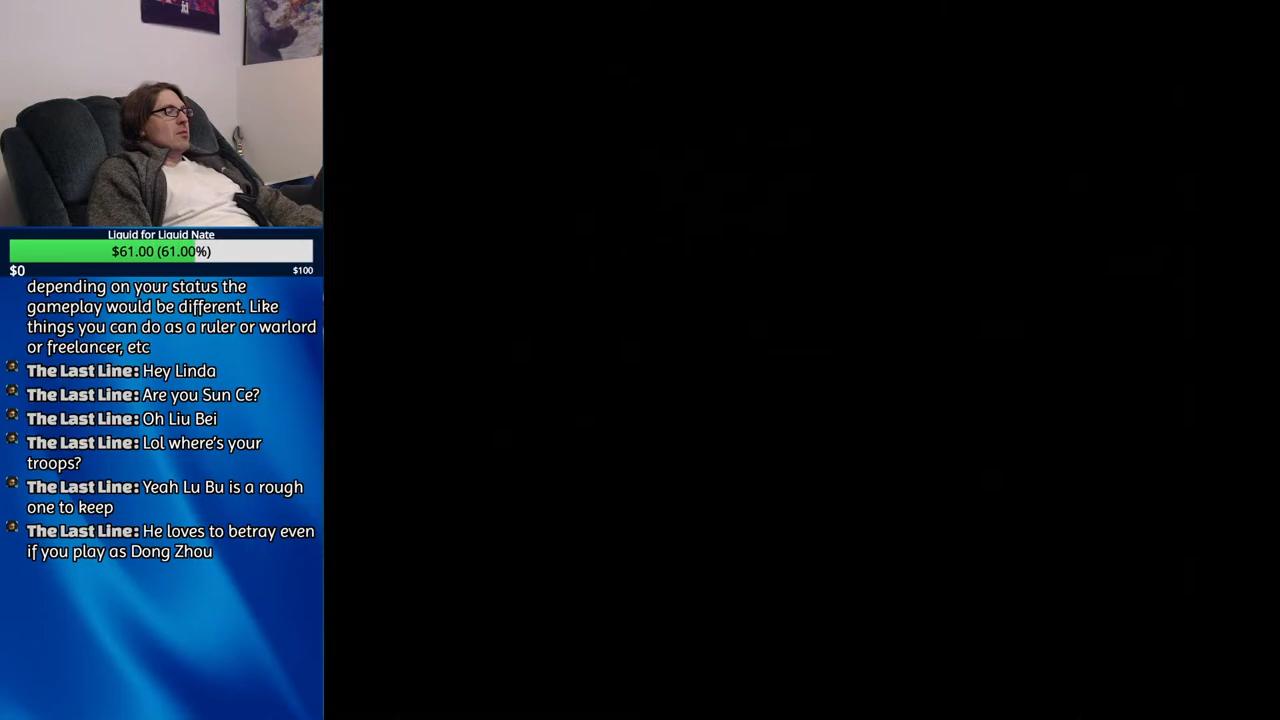 Liquid for Liquid Nate
$61.00 (61.00%)
$0 $100
depending on your status the
gameplay would be different. Like
things you can do as a ruler or warlord
or freelancer, etc
The Last Line: Hey Linda
The Last Line: Are you Sun Ce?
The Last Line: Oh Liu Bei
The Last Line: Lol where's your
troops?
The Last Line: Yeah Lu Bu is a rough
one to keep
The Last Line: He loves to betray even
if you play as Dong Zhou